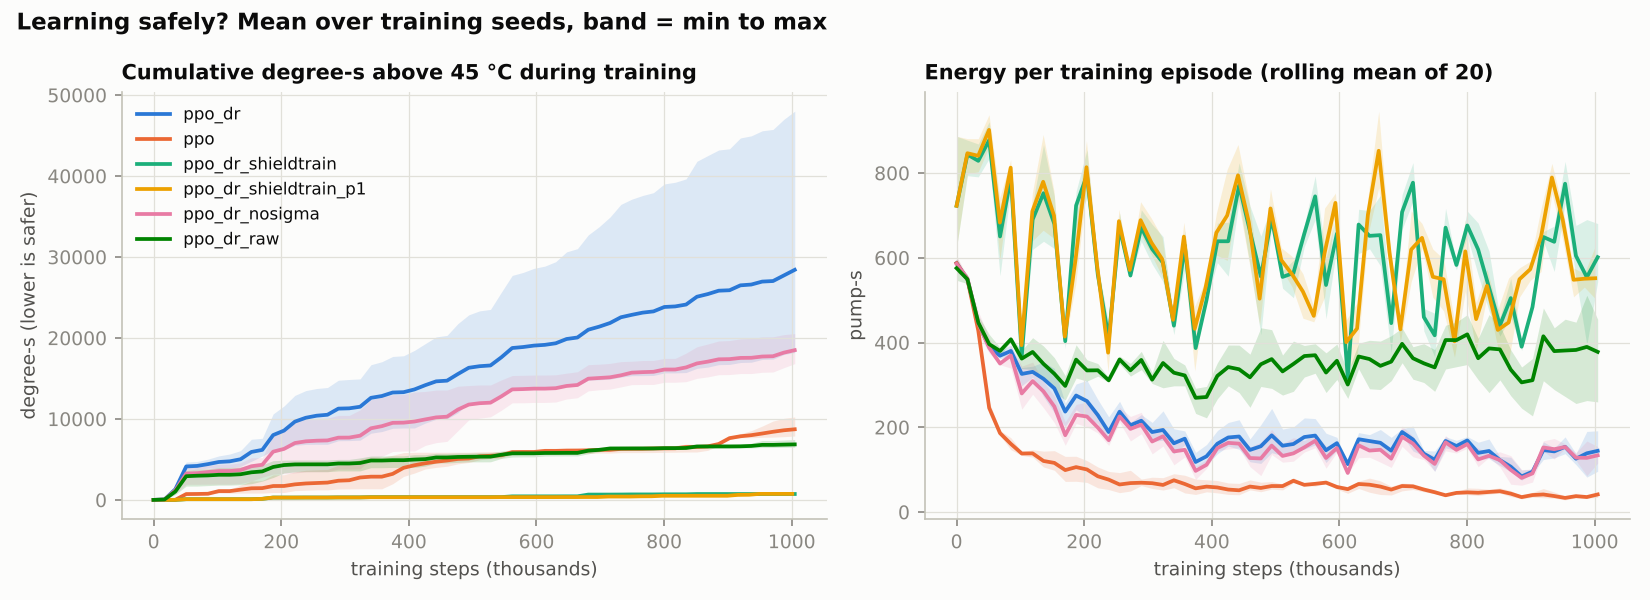 Learning safely? Mean over training seeds, band = min to max
Cumulative degree-s above 45 °C during training
degree-s (lower is safer)
50000
40000
30000
20000
10000
0
ppo_dr
ppo
ppo_dr_shieldtrain
ppo_dr_shieldtrain_p1
ppo_dr_nosigma
ppo_dr_raw
0 200 400 600 800 1000
training steps (thousands)
Energy per training episode (rolling mean of 20)
pump-s
800
600
400
200
0
0 200 400 600 800 1000
training steps (thousands)